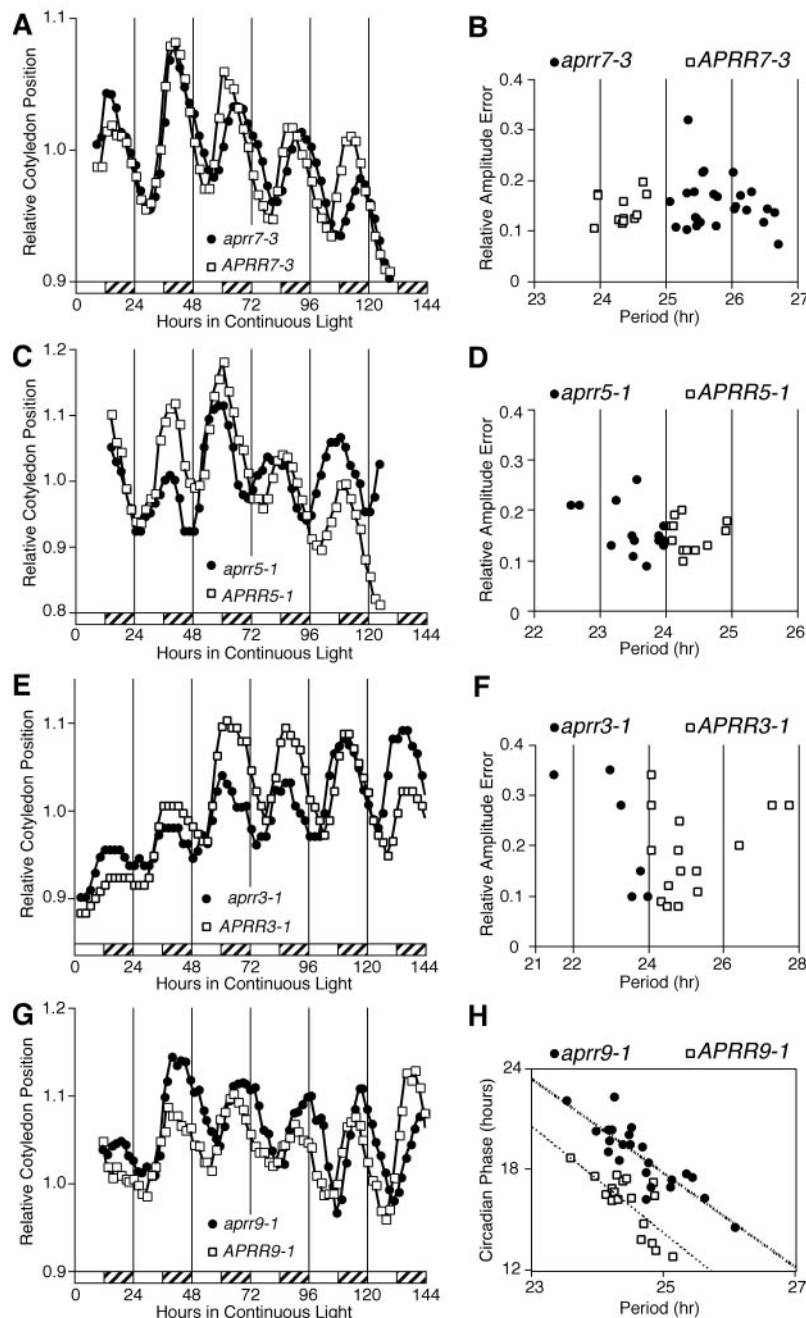 A
1.1
1.0
0.9
Relative Cotyledon Position
aprr7-3
APRR7-3
0 24 48 72 96 120 144
Hours in Continuous Light
B
aprr7-3 APRR7-3
0.4
0.3
0.2
0.1
0
Relative Amplitude Error
23 24 25 26 27
Period (hr)
C
1.2
1.1
1.0
0.9
0.8
Relative Cotyledon Position
aprr5-1
APRR5-1
0 24 48 72 96 120 144
Hours in Continuous Light
D
aprr5-1 APRR5-1
0.4
0.3
0.2
0.1
0
Relative Amplitude Error
22 23 24 25 26
Period (hr)
E
1.1
1.0
0.9
Relative Cotyledon Position
aprr3-1
APRR3-1
0 24 48 72 96 120 144
Hours in Continuous Light
F
aprr3-1 APRR3-1
0.4
0.3
0.2
0.1
0
Relative Amplitude Error
21 22 24 26 28
Period (hr)
G
1.2
1.1
1.0
0.9
Relative Cotyledon Position
aprr9-1
APRR9-1
0 24 48 72 96 120 144
Hours in Continuous Light
H
aprr9-1 APRR9-1
24
18
12
Circadian Phase (hours)
23 25 27
Period (hr)